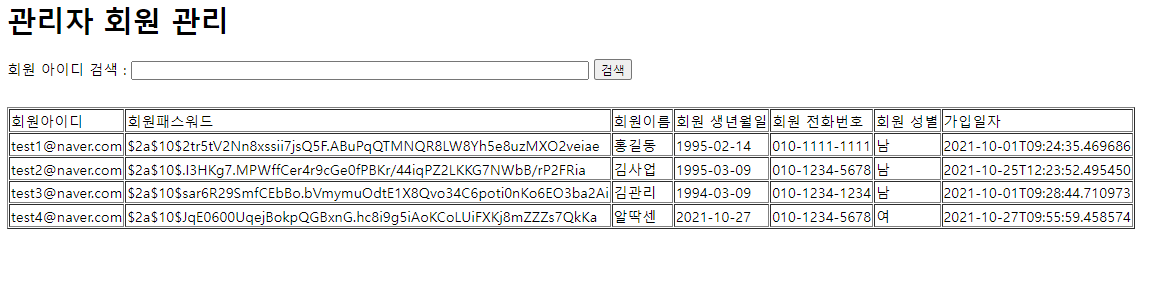 관리자 회원 관리
회원 아이디 검색 : 검색
회원아이디 회원패스워드 회원이름 회원 생년월일 회원 전화번호 회원 성별 가입일자
test1@naver.com $2a$10$2tr5tV2Nn8xssii7jsQ5F.ABuPqQTMNQR8LW8Yh5e8uzMXO2veiae 홍길동 1995-02-14 010-1111-1111 남 2021-10-01T09:24:35.469686
test2@naver.com $2a$10$.I3HKg7.MPWffCer4r9cGe0fPBKr/44iqPZ2LKKG7NWbB/rP2FRia 김사업 1995-03-09 010-1234-5678 남 2021-10-25T12:23:52.495450
test3@naver.com $2a$10$sar6R29SmfCEbBo.bVmymuOdtE1X8Qvo34C6poti0nKo6EO3ba2Ai 김관리 1994-03-09 010-1234-1234 남 2021-10-01T09:28:44.710973
test4@naver.com $2a$10$JqE0600UqejBokpQGBxnG.hc8i9g5iAoKCoLUiFXKj8mZZZs7QkKa 알딱센 2021-10-27 010-1234-5678 여 2021-10-27T09:55:59.458574